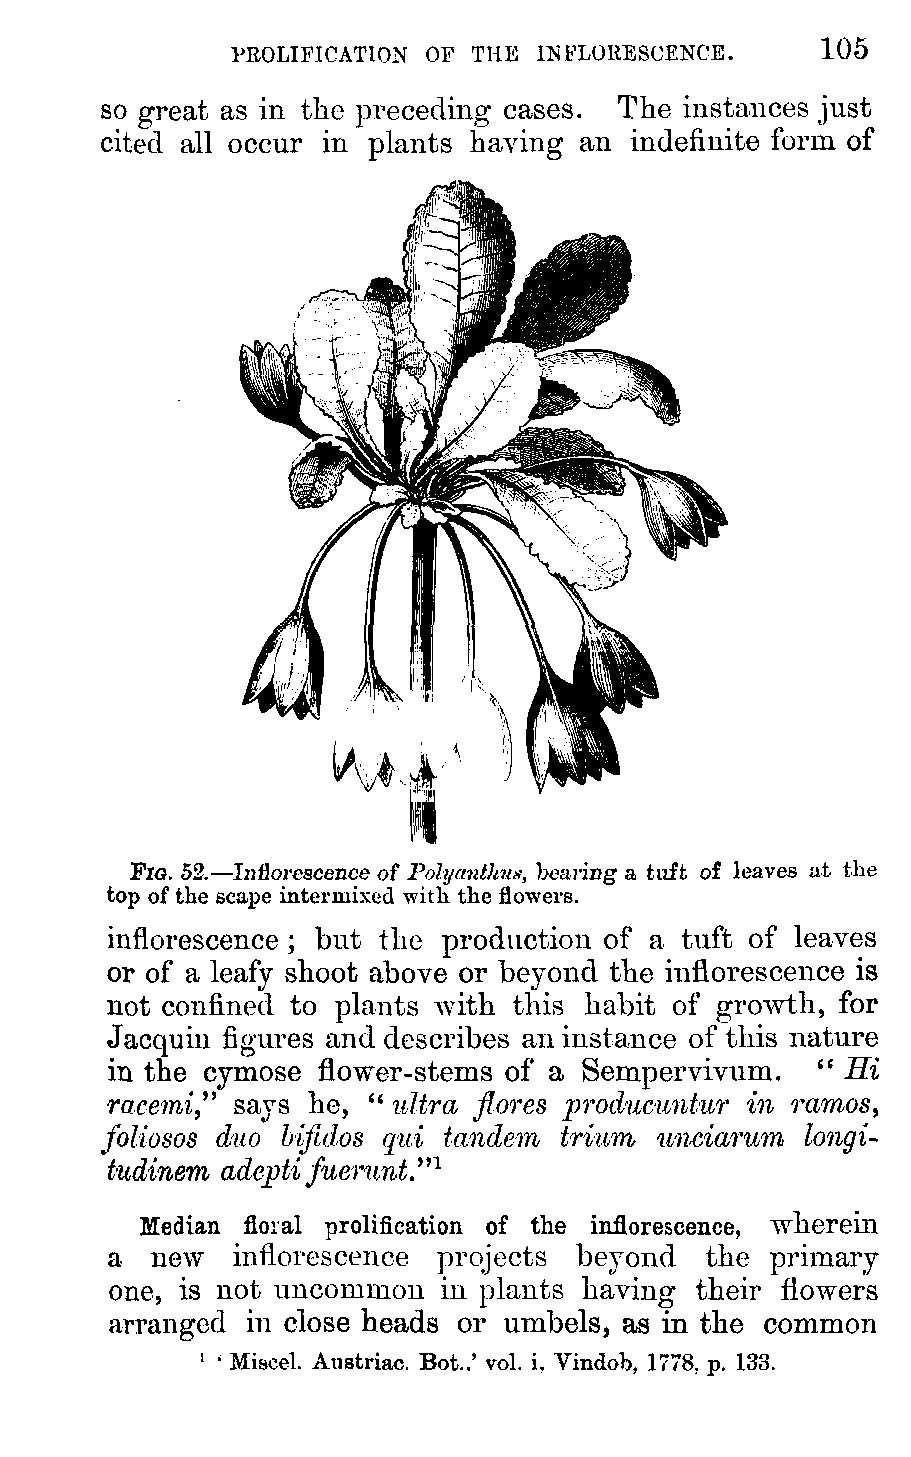 PROLIFICATION OF THE INFLORESCENCE. 105
so great as in the preceding cases. The instances just
cited all occur in plants having an indefinite form of
FIG. 52.—Inflorescence of Polyanthus, bearing a tuft of leaves at the
top of the scape intermixed with the flowers.
inflorescence; but the production of a tuft of leaves
or of a leafy shoot above or beyond the inflorescence is
not confined to plants with this habit of growth, for
Jacquin figures and describes an instance of this nature
in the cymose flower-stems of a Sempervivum. “Hi
racemi,” says he, “ultra flores producuntur in ramos,
foliosos duo bifidos qui tandem trium unciarum longi-
tudinem adepti fuerunt.”¹
Median floral prolification of the inflorescence, wherein
a new inflorescence projects beyond the primary
one, is not uncommon in plants having their flowers
arranged in close heads or umbels, as in the common
¹ ‘Miscel. Austriac. Bot..’ vol. i, Vindob, 1778, p. 133.